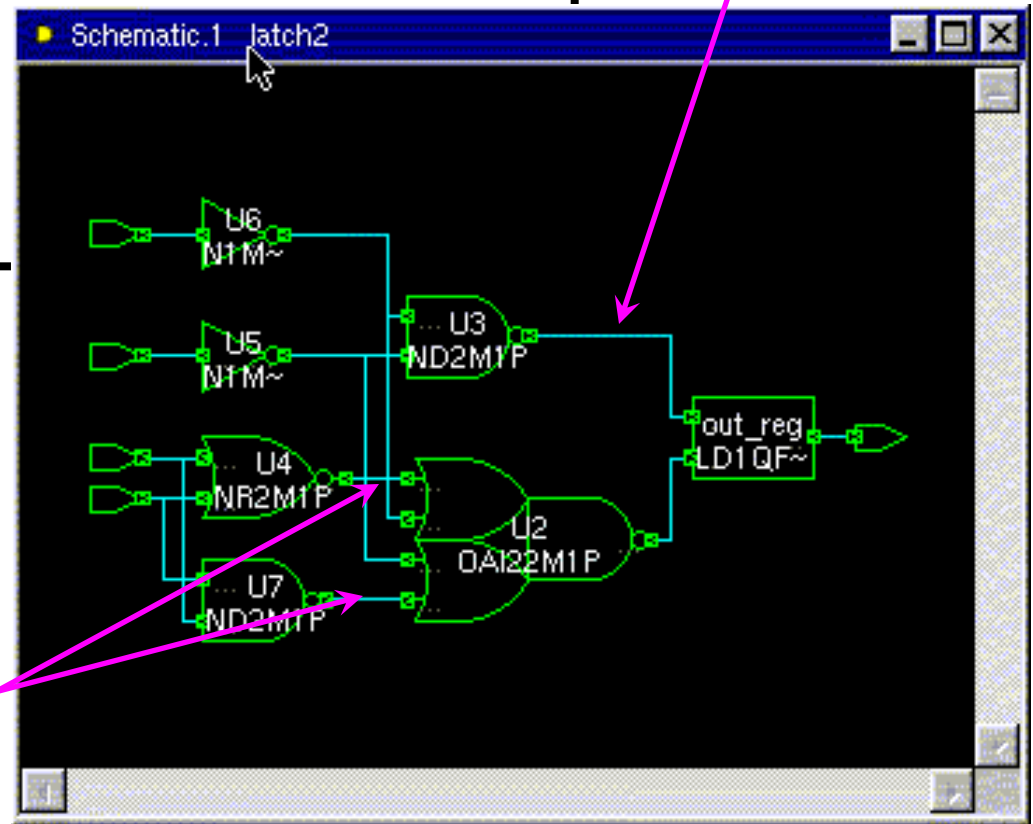 Schematic.1 latch2
U6
N1M~
U3
ND2M1P
U5
N1M~
out_reg
LD1QF~
U4
NR2M1P
U2
OAI22M1P
U7
ND2M1P